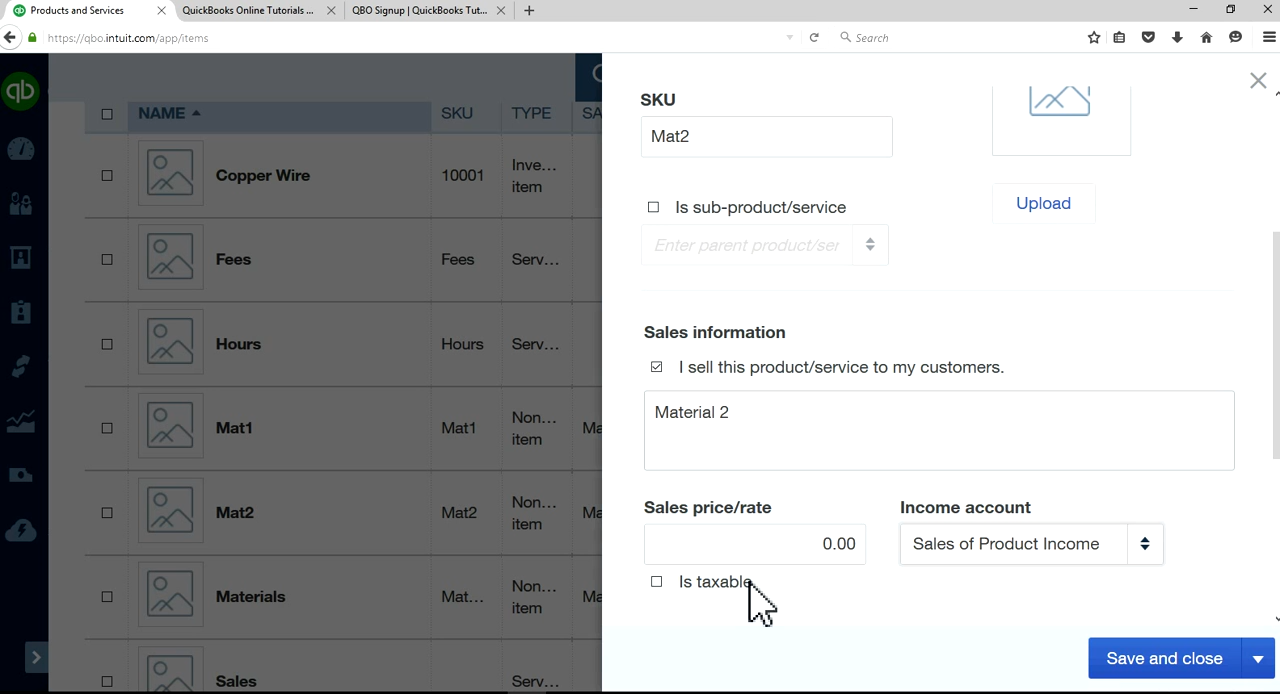 Products and Services
QuickBooks Online Tutorials ...
QBO Signup | QuickBooks Tut...
https://qbo.intuit.com/app/items
Search
qb
NAME
SKU
TYPE
SA
Copper Wire
10001
Inve...
item
Fees
Fees
Serv...
Hours
Hours
Serv...
Mat1
Mat1
Non...
item
Ma
Mat2
Mat2
Non...
item
Ma
Materials
Mat...
Non...
item
Ma
Sales
Serv...
SKU
Mat2
Is sub-product/service
Enter parent product/ser
Upload
Sales information
I sell this product/service to my customers.
Material 2
Sales price/rate
Income account
0.00
Sales of Product Income
Is taxable
Save and close